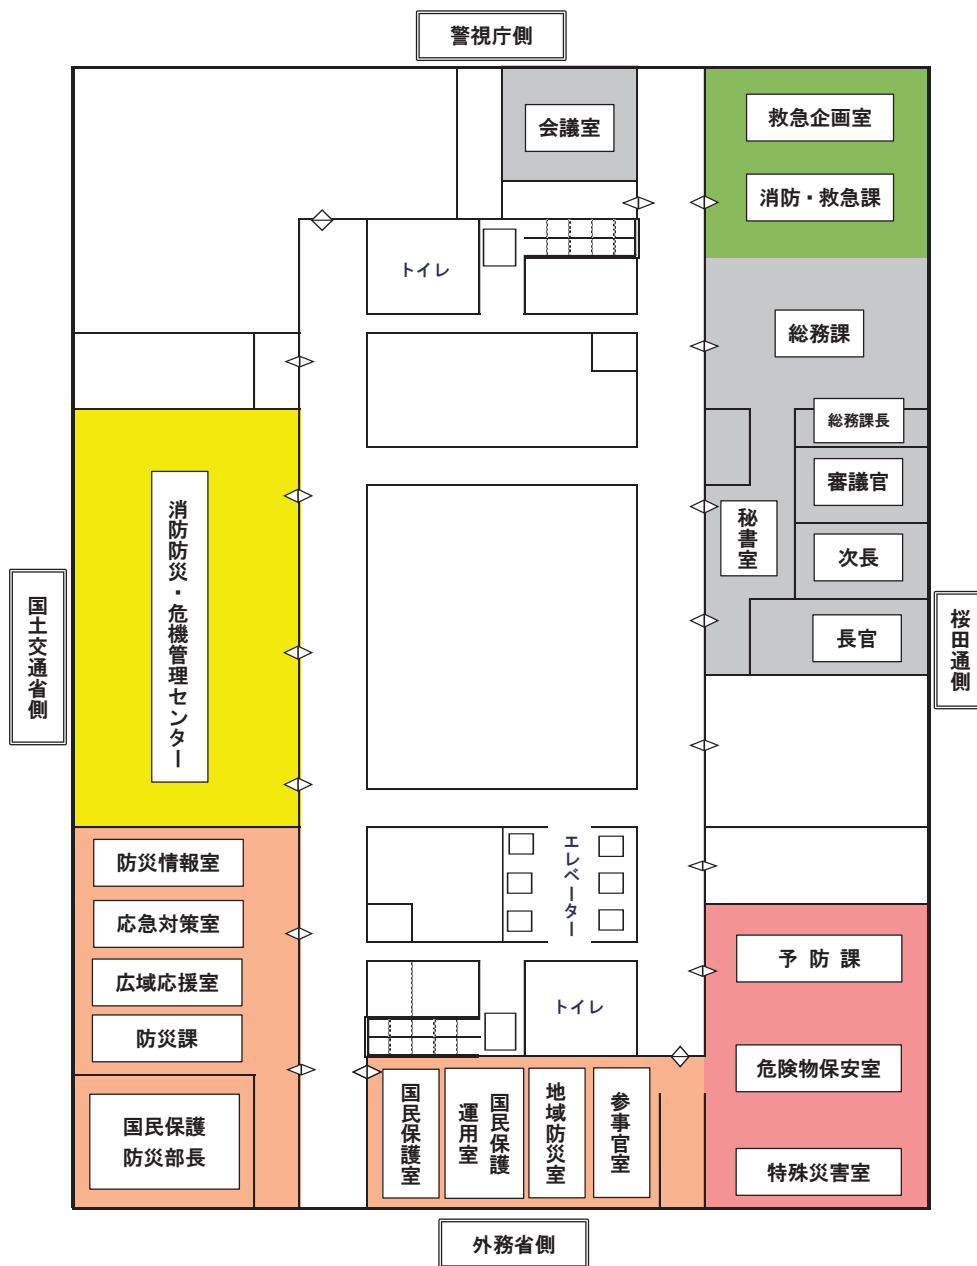 警視庁側
会議室
救急企画室
消防・救急課
トイレ
総務課
総務課長
審議官
秘書室
次長
長官
消防防災・危機管理センター
国土交通省側
桜田通側
防災情報室
応急対策室
広域応援室
防災課
国民保護
防災部長
エレベーター
トイレ
予防課
危険物保安室
特殊災害室
国民保護室
国民保護
運用室
地域防災室
参事官室
外務省側